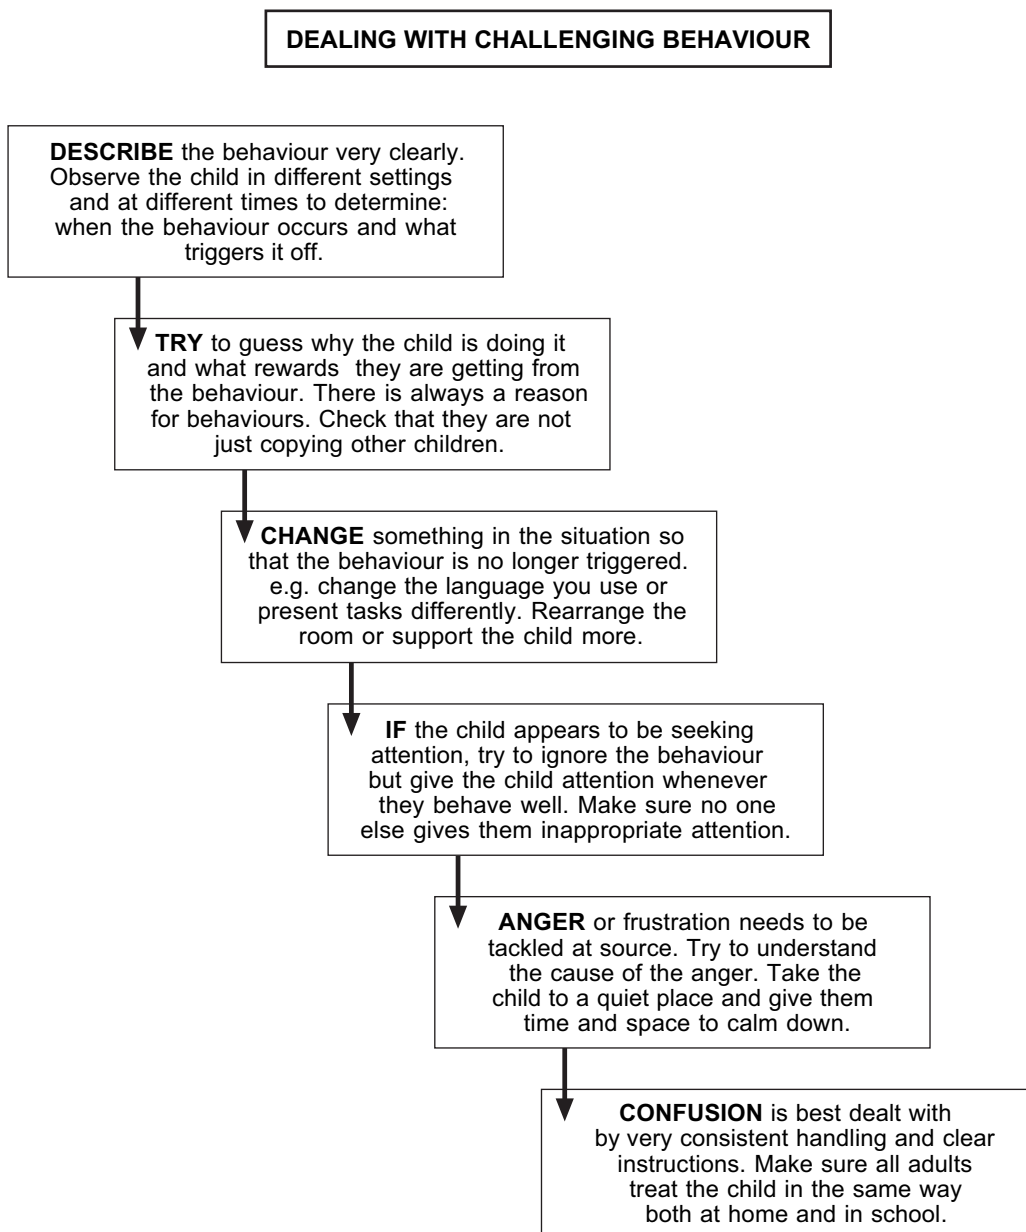 DEALING WITH CHALLENGING BEHAVIOUR
DESCRIBE the behaviour very clearly.
Observe the child in different settings
and at different times to determine:
when the behaviour occurs and what
triggers it off.
TRY to guess why the child is doing it
and what rewards they are getting from
the behaviour. There is always a reason
for behaviours. Check that they are not
just copying other children.
CHANGE something in the situation so
that the behaviour is no longer triggered.
e.g. change the language you use or
present tasks differently. Rearrange the
room or support the child more.
IF the child appears to be seeking
attention, try to ignore the behaviour
but give the child attention whenever
they behave well. Make sure no one
else gives them inappropriate attention.
ANGER or frustration needs to be
tackled at source. Try to understand
the cause of the anger. Take the
child to a quiet place and give them
time and space to calm down.
CONFUSION is best dealt with
by very consistent handling and clear
instructions. Make sure all adults
treat the child in the same way
both at home and in school.